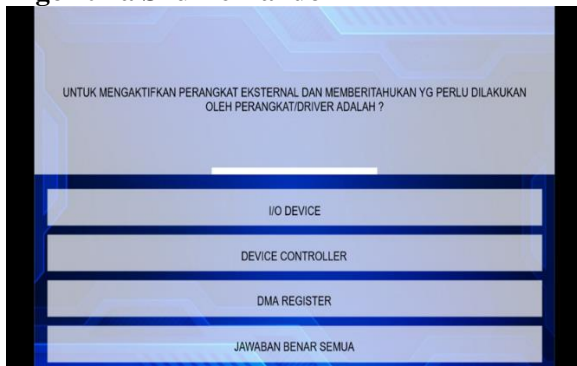 UNTUK MENGAKTIFKAN PERANGKAT EKSTERNAL DAN MEMBERITAHUKAN YG PERLU DILAKUKAN
OLEH PERANGKAT/DRIVER ADALAH ?
I/O DEVICE
DEVICE CONTROLLER
DMA REGISTER
JAWABAN BENAR SEMUA